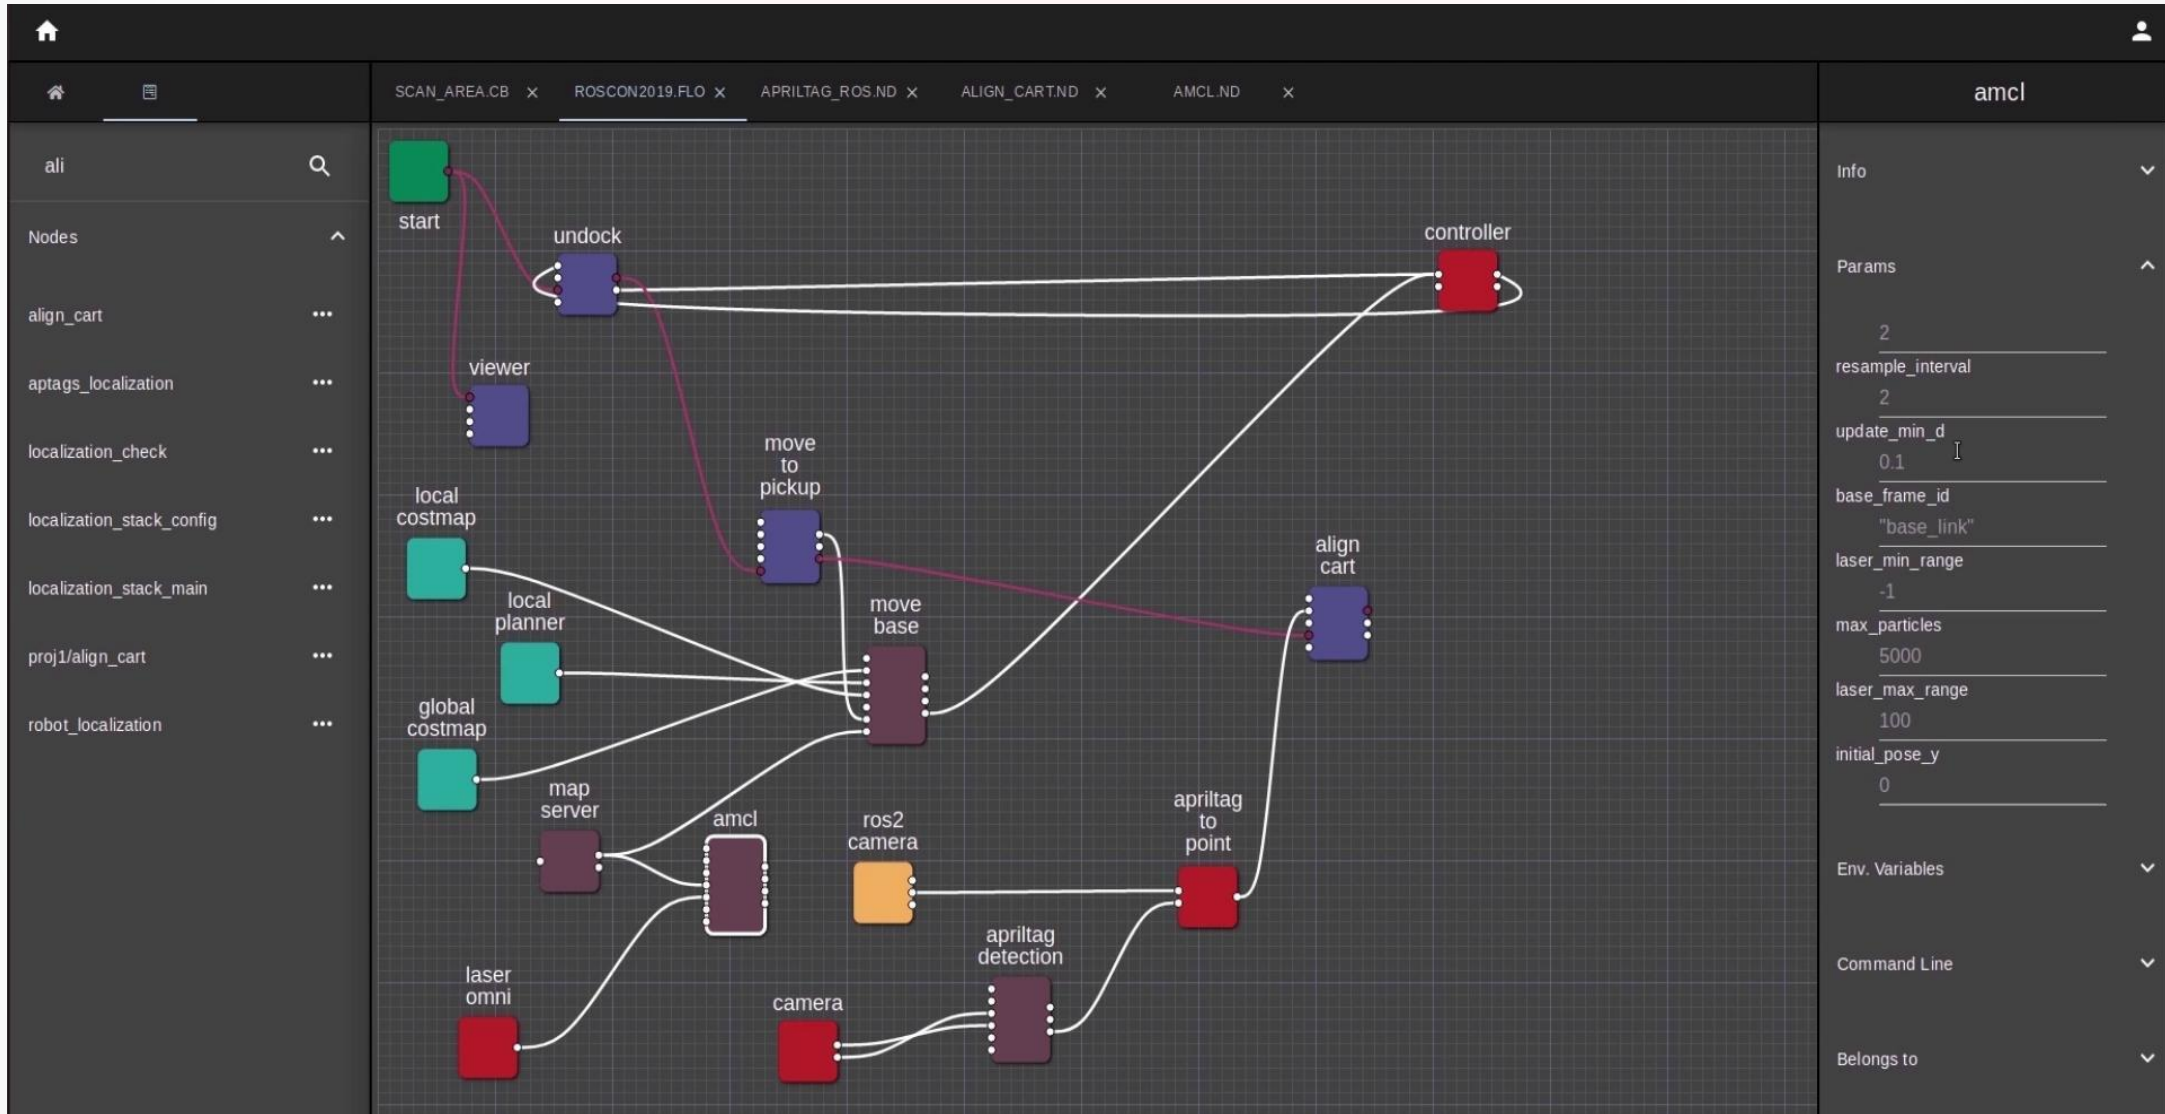 SCAN_AREA.CB
ROSCON2019.FLO
APRILTAG_ROS.ND
ALIGN_CART.ND
AMCL.ND
amcl
ali
Nodes
align_cart
aptags_localization
localization_check
localization_stack_config
localization_stack_main
proj1/align_cart
robot_localization
start
undock
controller
viewer
move
to
pickup
local
costmap
align
cart
local
planner
move
base
global
costmap
map
server
amcl
ros2
camera
apriltag
to
point
apriltag
detection
laser
omni
camera
Info
Params
2
resample_interval
2
update_min_d
0.1
base_frame_id
"base_link"
laser_min_range
-1
max_particles
5000
laser_max_range
100
initial_pose_y
0
Env. Variables
Command Line
Belongs to